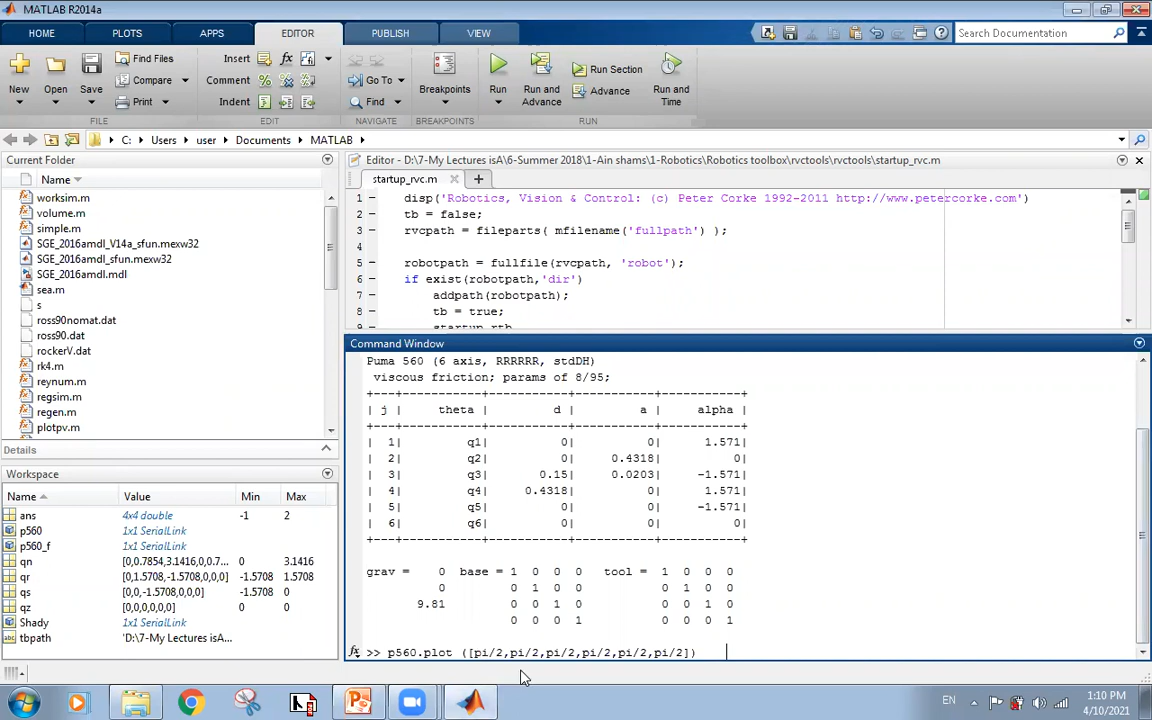 MATLAB R2014a
HOME PLOTS APPS EDITOR PUBLISH VIEW Search Documentation
New Open Save Find Files Compare Print
Insert fx Comment Indent
Go To Find Breakpoints Run Run and Advance Run Section Advance Run and Time
FILE EDIT NAVIGATE BREAKPOINTS RUN
C: Users user Documents MATLAB
Current Folder
Name
worksim.m
volume.m
simple.m
SGE_2016amdl_V14a_sfun.mexw32
SGE_2016amdl_sfun.mexw32
SGE_2016amdl.mdl
sea.m
s
ross90nomat.dat
ross90.dat
rockerV.dat
rk4.m
reynum.m
regsim.m
regen.m
plotpv.m
Details
Workspace
Name Value Min Max
ans 4x4 double -1 2
p560 1x1 SerialLink
p560_f 1x1 SerialLink
qn [0,0.7854,3.1416,0,0.7... 0 3.1416
qr [0,1.5708,-1.5708,0,0,0] -1.5708 1.5708
qs [0,0,-1.5708,0,0,0] -1.5708 0
qz [0,0,0,0,0,0] 0 0
Shady 1x1 SerialLink
tbpath 'D:\7-My Lectures isA\...
Editor - D:\7-My Lectures isA\6-Summer 2018\1-Ain shams\1-Robotics\Robotics toolbox\rvctools\rvctools\startup_rvc.m
startup_rvc.m
1 disp('Robotics, Vision & Control: (c) Peter Corke 1992-2011 http://www.petercorke.com')
2 tb = false;
3 rvcpath = fileparts( mfilename('fullpath') );
4
5 robotpath = fullfile(rvcpath, 'robot');
6 if exist(robotpath,'dir')
7 addpath(robotpath);
8 tb = true;
9 startup_rtb
Command Window
Puma 560 (6 axis, RRRRRR, stdDH)
viscous friction; params of 8/95;
+---+-----------+-----------+-----------+-----------+
| j | theta | d | a | alpha |
+---+-----------+-----------+-----------+-----------+
| 1| q1| 0| 0| 1.571|
| 2| q2| 0| 0.4318| 0|
| 3| q3| 0.15| 0.0203| -1.571|
| 4| q4| 0.4318| 0| 1.571|
| 5| q5| 0| 0| -1.571|
| 6| q6| 0| 0| 0|
+---+-----------+-----------+-----------+-----------+
grav = 0 base = 1 0 0 0 tool = 1 0 0 0
0 0 1 0 0 0 1 0 0
9.81 0 0 1 0 0 0 1 0
0 0 0 1 0 0 0 1
fx >> p560.plot ([pi/2,pi/2,pi/2,pi/2,pi/2,pi/2])
EN 1:10 PM
4/10/2021